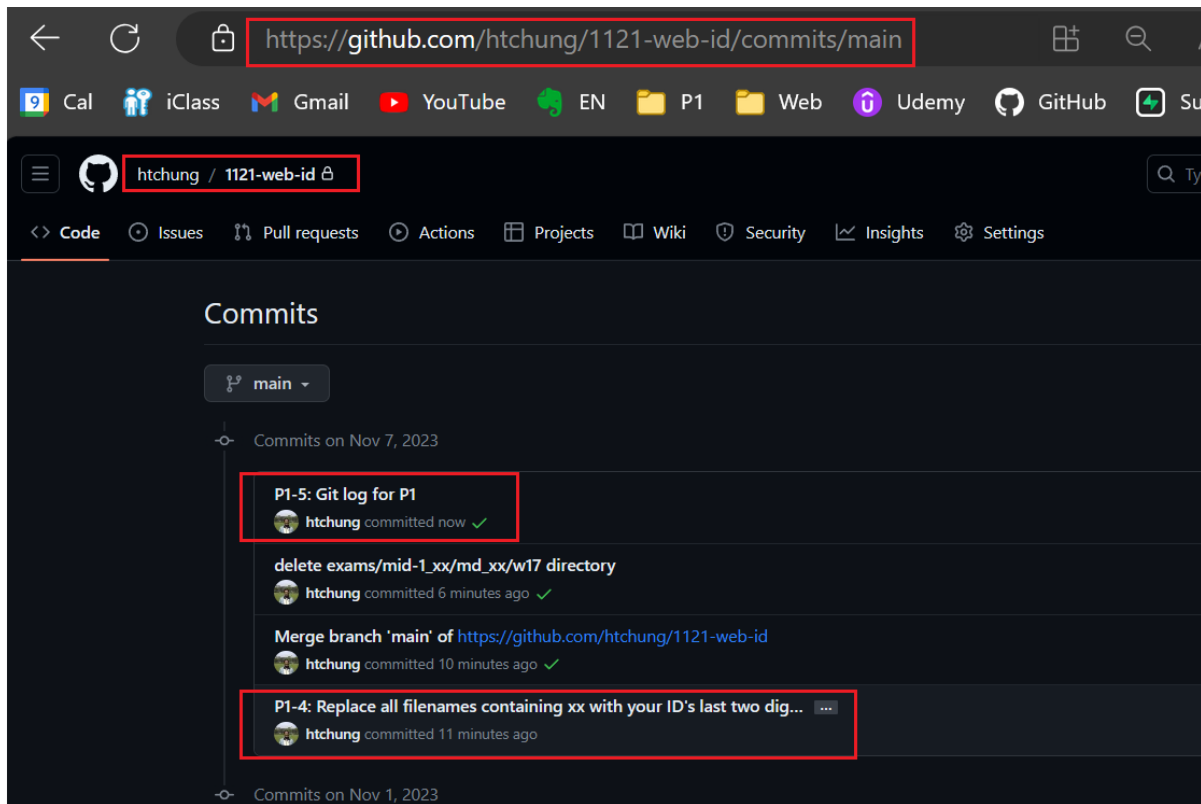 https://github.com/htchung/1121-web-id/commits/main
9 Cal iClass Gmail YouTube EN P1 Web Udemy GitHub Su
htchung / 1121-web-id Ty
Code Issues Pull requests Actions Projects Wiki Security Insights Settings
Commits
main
Commits on Nov 7, 2023
P1-5: Git log for P1
htchung committed now
delete exams/mid-1_xx/md_xx/w17 directory
htchung committed 6 minutes ago
Merge branch 'main' of https://github.com/htchung/1121-web-id
htchung committed 10 minutes ago
P1-4: Replace all filenames containing xx with your ID's last two dig... ...
htchung committed 11 minutes ago
Commits on Nov 1, 2023